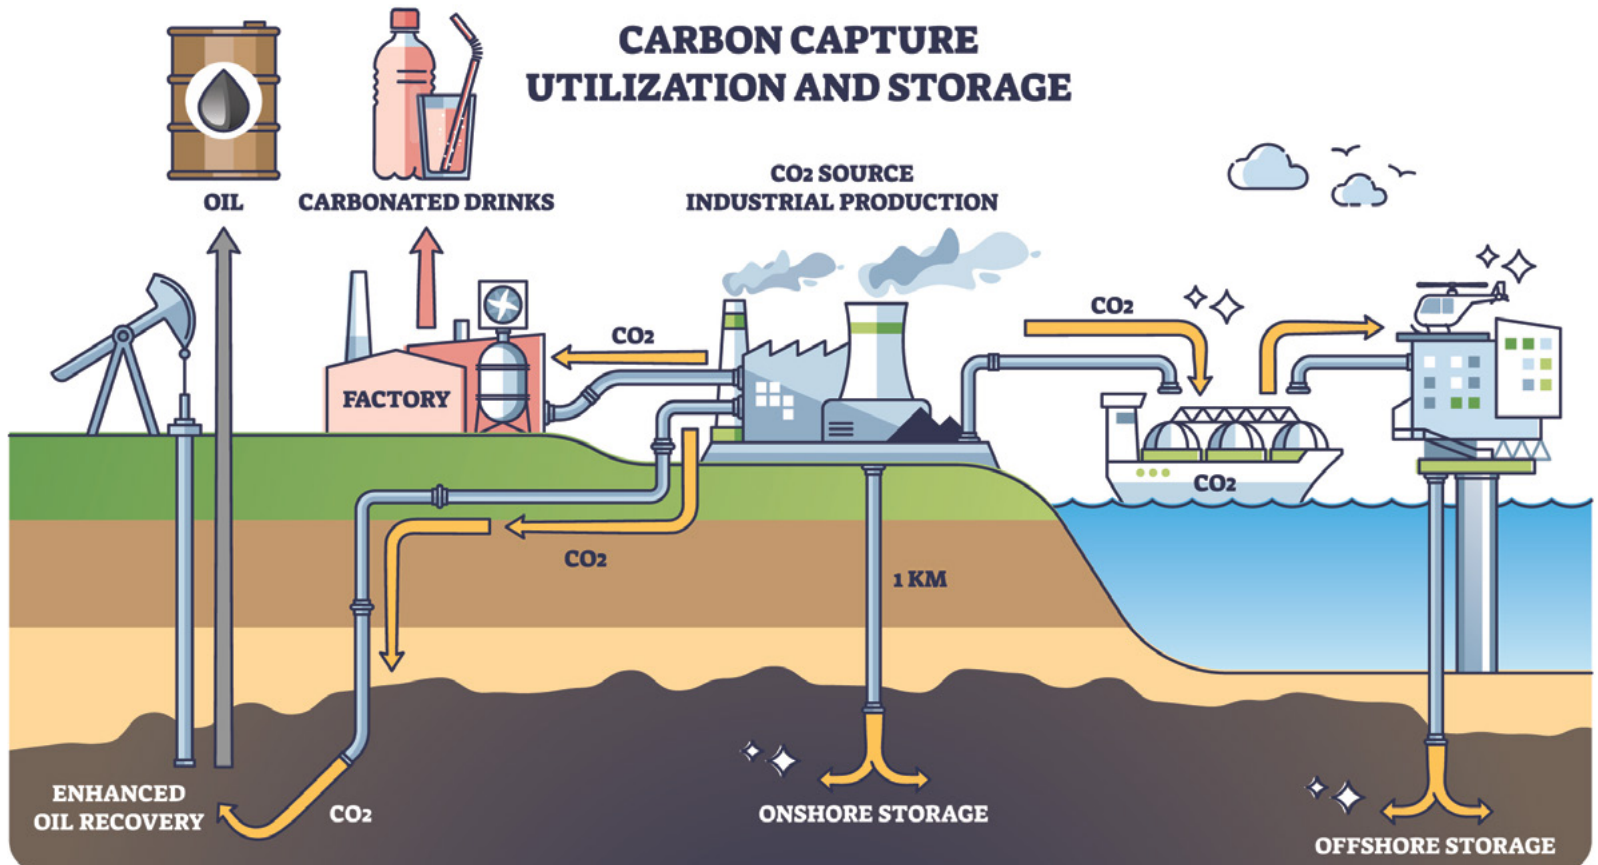 CARBON CAPTURE
UTILIZATION AND STORAGE
OIL
CARBONATED DRINKS
CO2 SOURCE
INDUSTRIAL PRODUCTION
CO2
CO2
FACTORY
CO2
CO2
1 KM
ENHANCED
OIL RECOVERY
CO2
ONSHORE STORAGE
OFFSHORE STORAGE